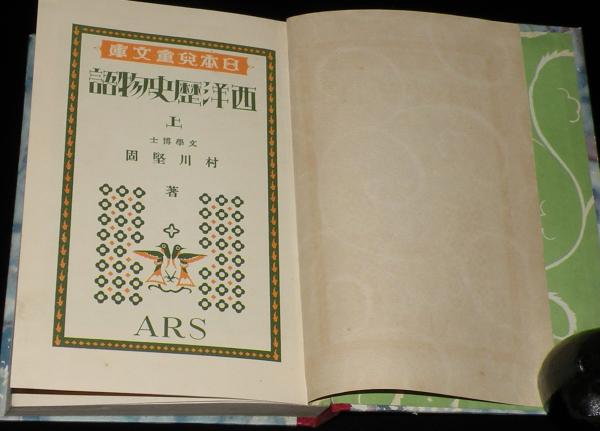 日本兒童文庫
西洋歷史物語
上
文學博士
村川堅固
著
ARS